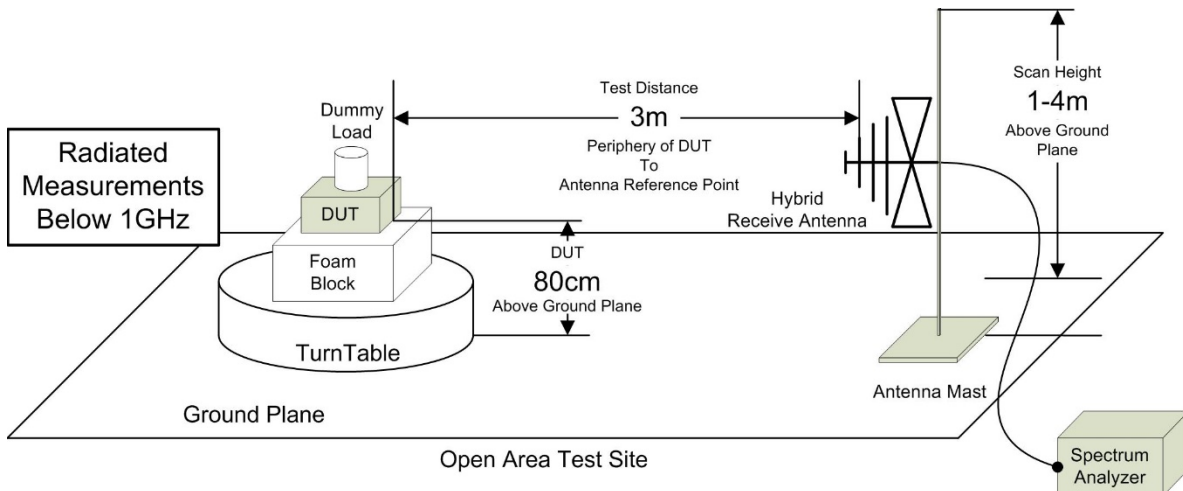 Radiated
Measurements
Below 1GHz
Dummy
Load
DUT
Foam
Block
TurnTable
Ground Plane
Test Distance
3m
Periphery of DUT
To
Antenna Reference Point
DUT
80cm
Above Ground Plane
Hybrid
Receive Antenna
Scan Height
1-4m
Above Ground
Plane
Antenna Mast
Open Area Test Site
Spectrum
Analyzer